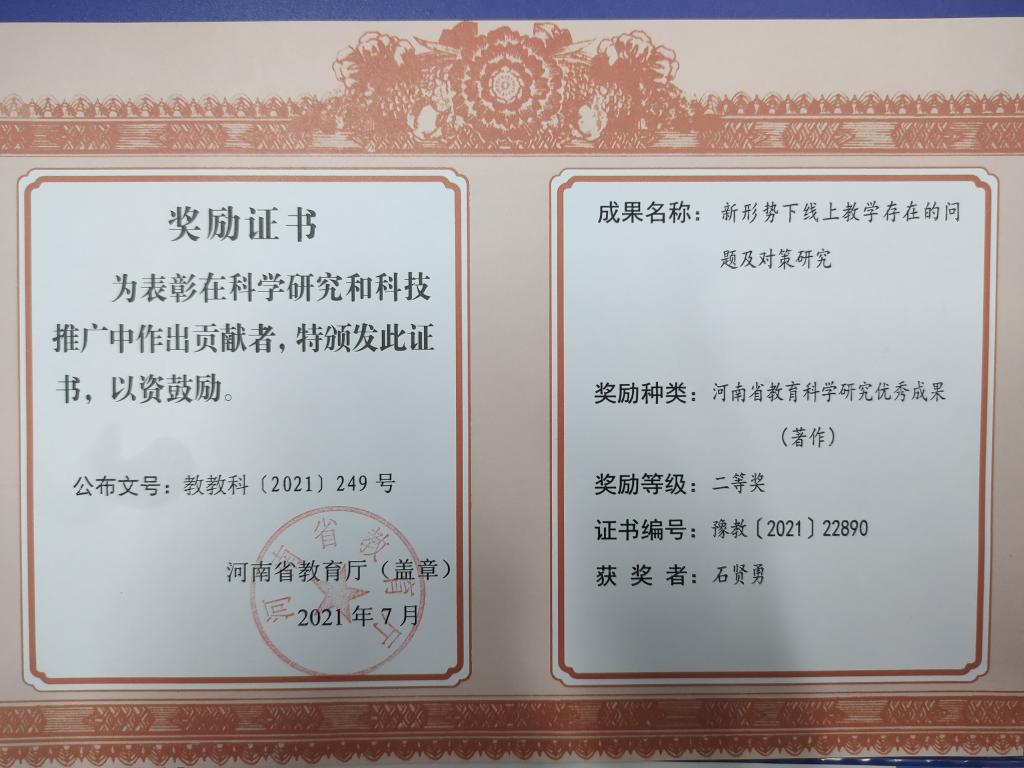 奖励证书
为表彰在科学研究和科技
推广中作出贡献者，特颁发此证
书，以资鼓励。
公布文号：教教科〔2021〕249 号
河南省教育厅（盖章）
2021 年 7 月
河南省教育厅
成果名称：新形势下线上教学存在的问
题及对策研究
奖励种类：河南省教育科学研究优秀成果
（著作）
奖励等级：二等奖
证书编号：豫教〔2021〕22890
获 奖 者：石贤勇